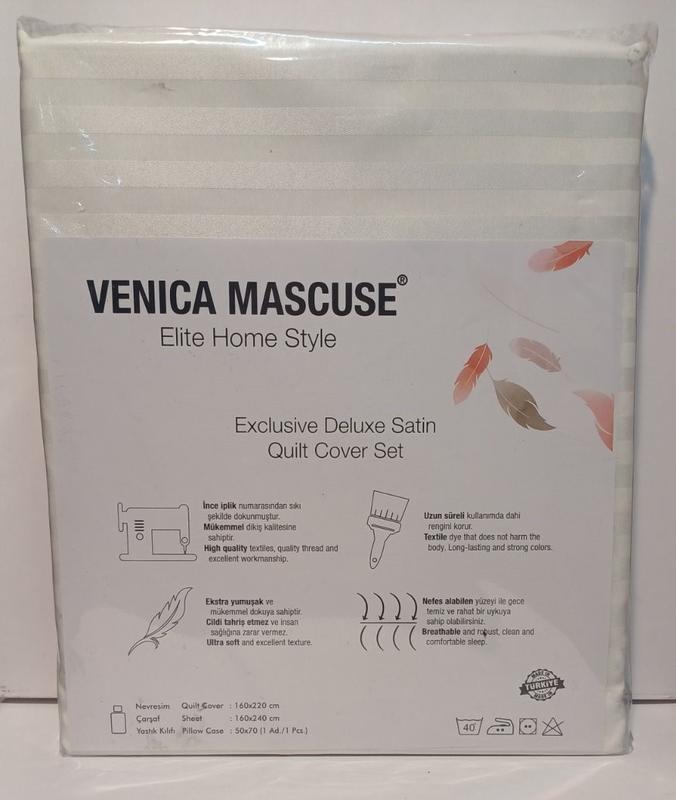 VENICA MASCUSE®
Elite Home Style
Exclusive Deluxe Satin
Quilt Cover Set
İnce iplik numarasından sıkı
şekilde dokunmuştur.
Mükemmel dikiş kalitesine
sahiptir.
High quality textiles, quality thread and
excellent workmanship.
Uzun süreli kullanımda dahi
rengini korur.
Textile dye that does not harm the
body. Long-lasting and strong colors.
Ekstra yumuşak ve
mükemmel dokuya sahiptir.
Cildi tahriş etmez ve insan
sağlığına zarar vermez.
Ultra soft and excellent texture.
Nefes alabilen yüzeyi ile gece
temiz ve rahat bir uykuya
sahip olabilirsiniz.
Breathable and robust, clean and
comfortable sleep.
MADE IN
TURKIYE
MADE IN
Nevresim Quilt Cover : 160x220 cm
Çarşaf Sheet : 160x240 cm
Yastık Kılıfı Pillow Case : 50x70 (1 Ad./1 Pcs.)
40